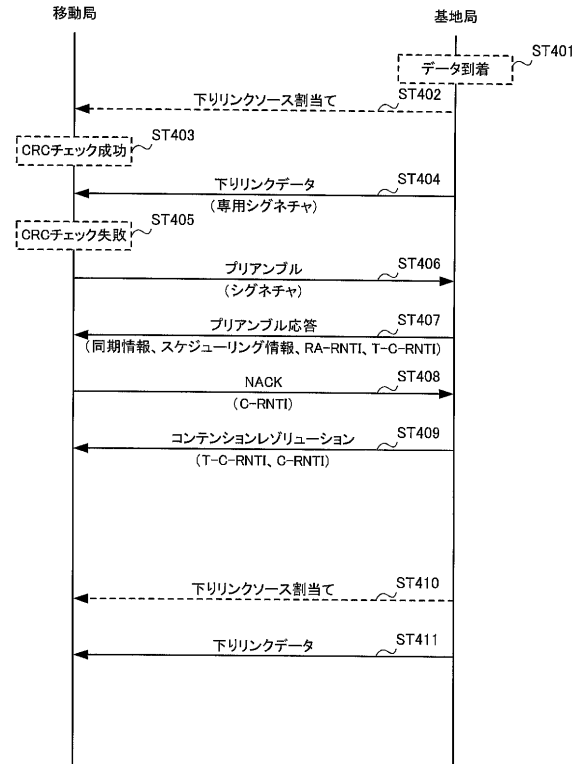 移動局
基地局
データ到着
ST401
下りリンクソース割当て
ST402
CRCチェック成功
ST403
下りリンクデータ
ST404
(専用シグネチャ)
CRCチェック失敗
ST405
プリアンブル
ST406
(シグネチャ)
プリアンブル応答
ST407
(同期情報、スケジューリング情報、RA-RNTI、T-C-RNTI)
NACK
ST408
(C-RNTI)
コンテンションレゾリューション
ST409
(T-C-RNTI、C-RNTI)
下りリンクソース割当て
ST410
下りリンクデータ
ST411